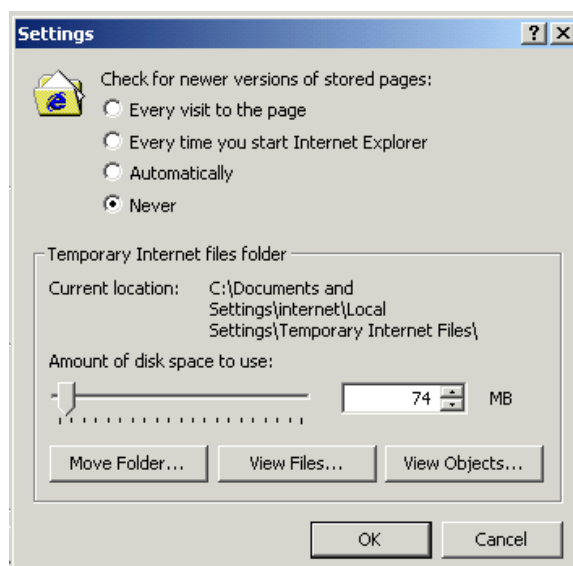 Settings
Check for newer versions of stored pages:
Every visit to the page
Every time you start Internet Explorer
Automatically
Never
Temporary Internet files folder
Current location: C:\Documents and
Settings\internet\Local
Settings\Temporary Internet Files\
Amount of disk space to use:
74 MB
Move Folder... View Files... View Objects...
OK Cancel